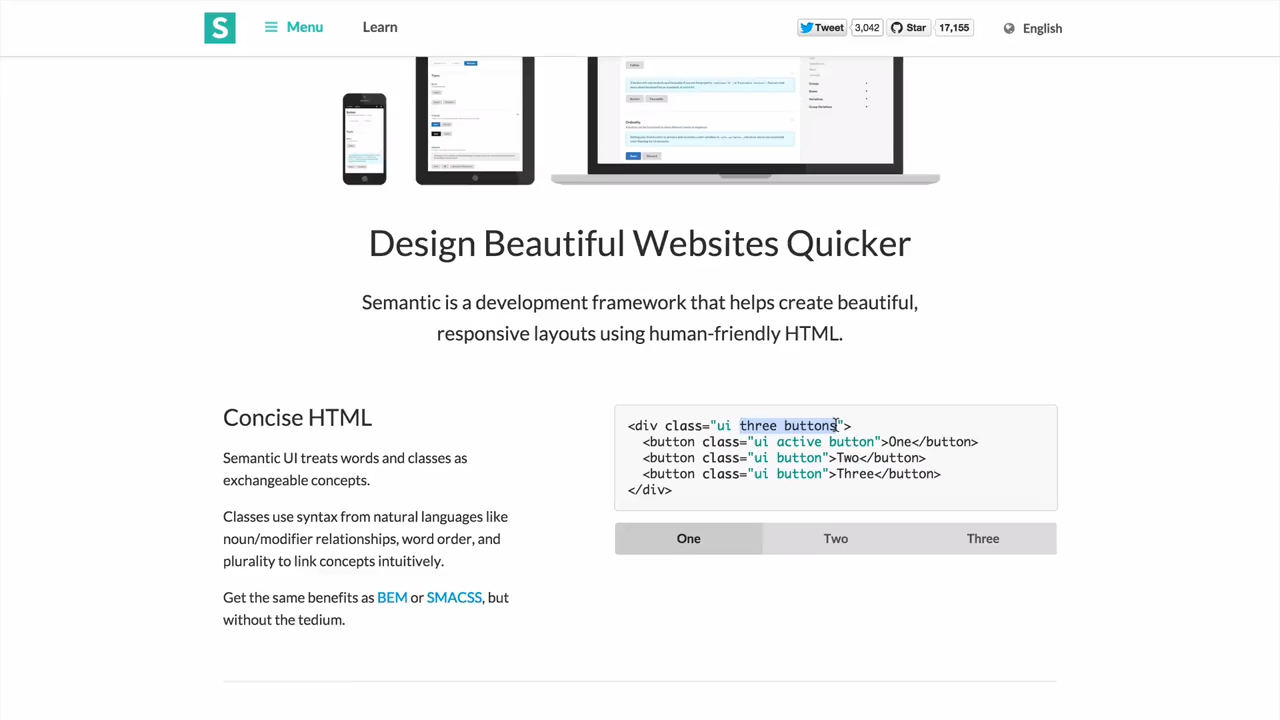 S
Menu
Learn
Tweet
3,042
Star
17,155
English
Design Beautiful Websites Quicker
Semantic is a development framework that helps create beautiful,
responsive layouts using human-friendly HTML.
Concise HTML
Semantic UI treats words and classes as
exchangeable concepts.
Classes use syntax from natural languages like
noun/modifier relationships, word order, and
plurality to link concepts intuitively.
Get the same benefits as BEM or SMACSS, but
without the tedium.
<div class="ui three buttons">
  <button class="ui active button">One</button>
  <button class="ui button">Two</button>
  <button class="ui button">Three</button>
</div>
One
Two
Three